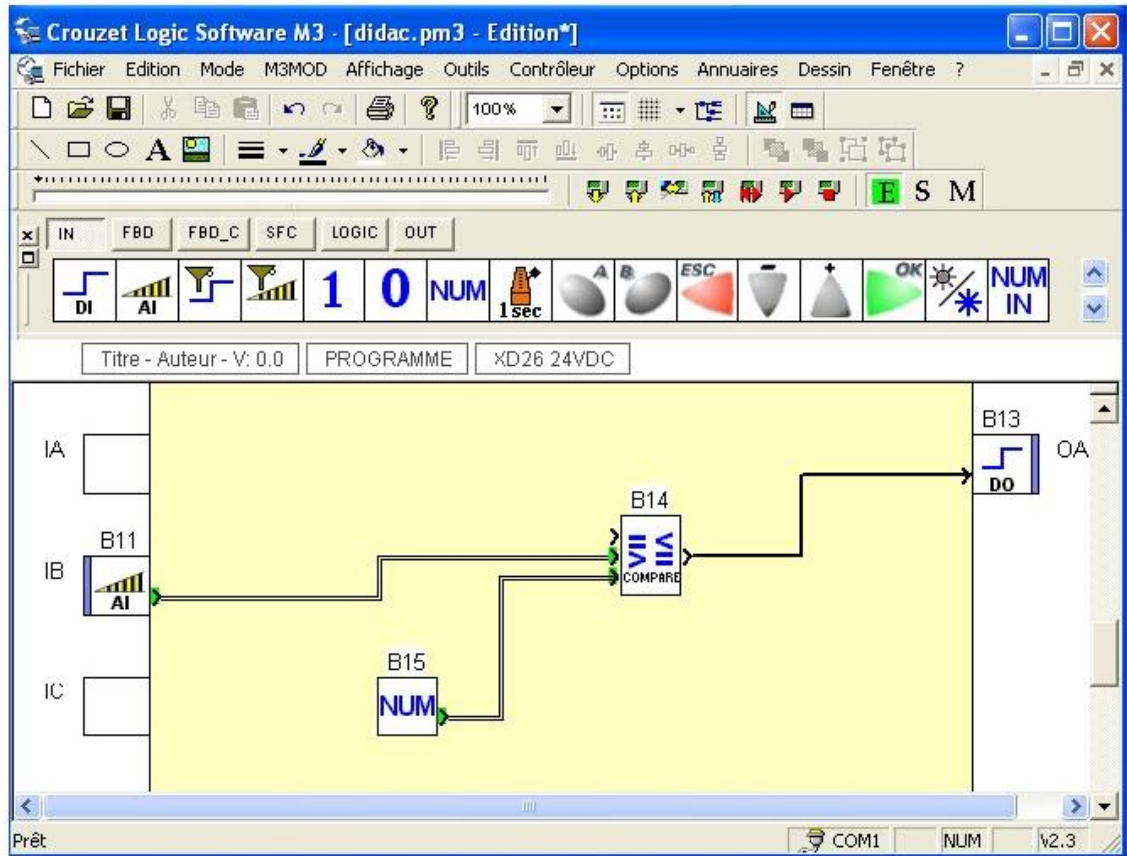 Crouzet Logic Software M3 - [didac.pm3 - Edition*]
Fichier Edition Mode M3MOD Affichage Outils Contrôleur Options Annuaires Dessin Fenêtre ?
100%
A
E S M
IN FBD FBD_C SFC LOGIC OUT
DI AI 1 0 NUM 1 sec A B ESC - + OK NUM IN
Titre - Auteur - V: 0.0 PROGRAMME XD26 24VDC
B13
IA OA
DO
B14
B11
COMPARE
IB
AI
B15
IC
NUM
Prêt COM1 NUM V2.3